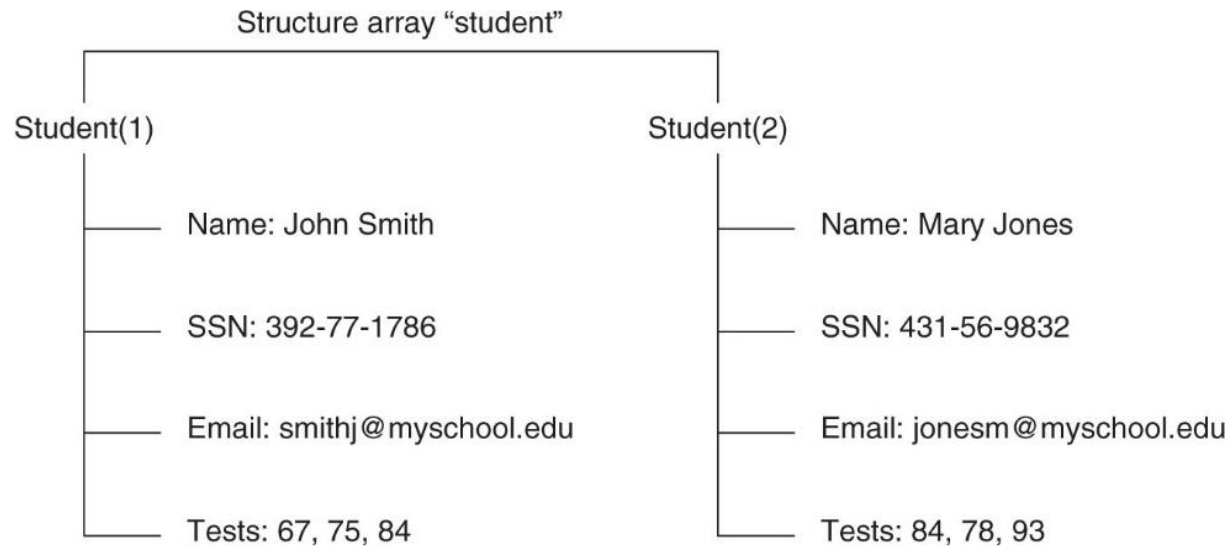 Structure array “student”
Student(1)
Name: John Smith
SSN: 392-77-1786
Email: smithj@myschool.edu
Tests: 67, 75, 84
Student(2)
Name: Mary Jones
SSN: 431-56-9832
Email: jonesm@myschool.edu
Tests: 84, 78, 93